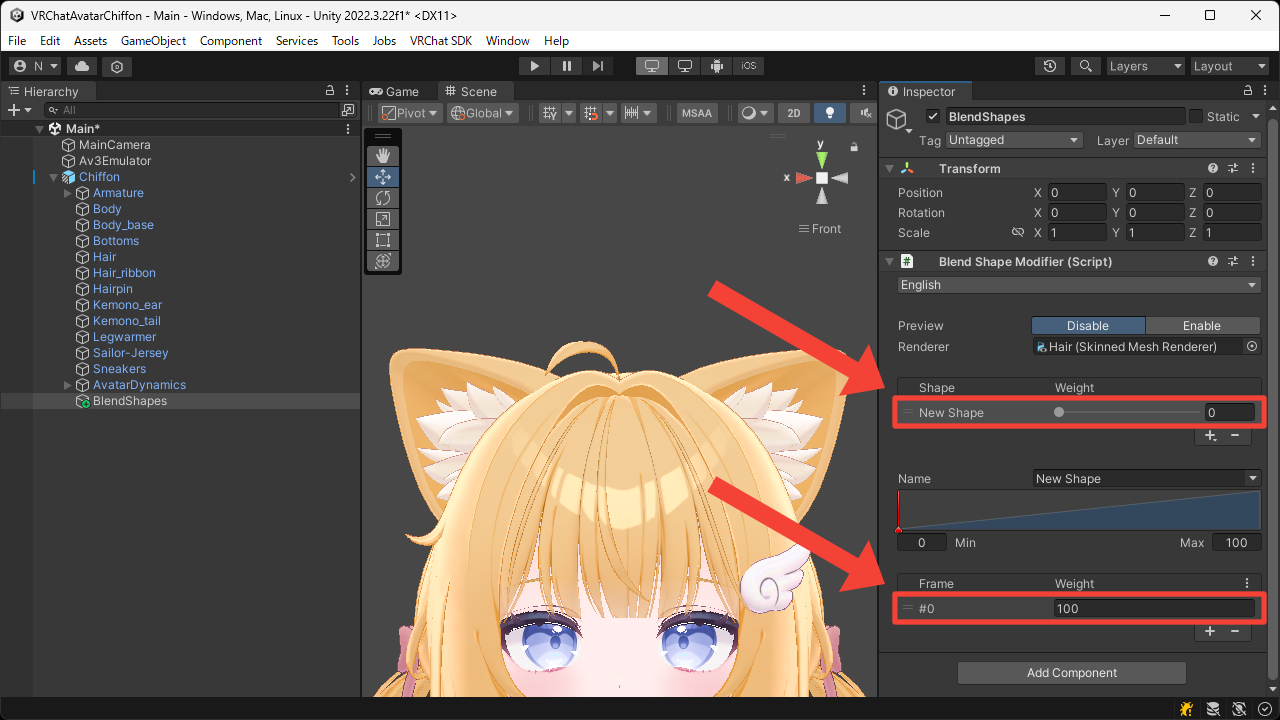 VRChatAvatarChiffon - Main - Windows, Mac, Linux - Unity 2022.3.22f1* <DX11>
File Edit Assets GameObject Component Services Tools Jobs VRChat SDK Window Help
N iOS Layers Layout
Hierarchy
All
Main*
MainCamera
Av3Emulator
Chiffon
Armature
Body
Body_base
Bottoms
Hair
Hair_ribbon
Hairpin
Kemono_ear
Kemono_tail
Legwarmer
Sailor-Jersey
Sneakers
AvatarDynamics
BlendShapes
Game Scene
Pivot Global MSAA 2D
y
x
Front
Inspector
BlendShapes Static
Tag Untagged Layer Default
Transform
Position X 0 Y 0 Z 0
Rotation X 0 Y 0 Z 0
Scale X 1 Y 1 Z 1
# Blend Shape Modifier (Script)
English
Preview Disable Enable
Renderer Hair (Skinned Mesh Renderer)
Shape Weight
New Shape 0
Name New Shape
0 Min Max 100
Frame Weight
#0 100
Add Component